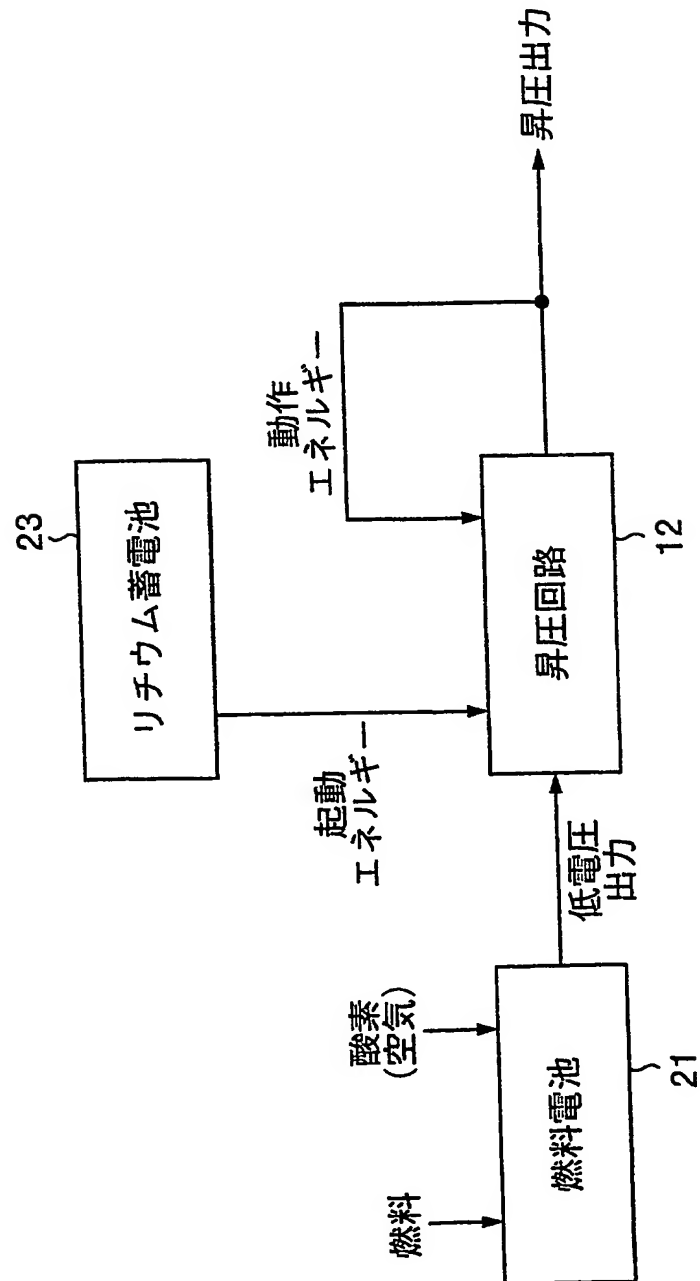 23
リチウム蓄電池
動作
エネルギー
起動
エネルギー
昇圧出力
昇圧回路
12
酸素
(空気)
燃料
低電圧
出力
燃料電池
21